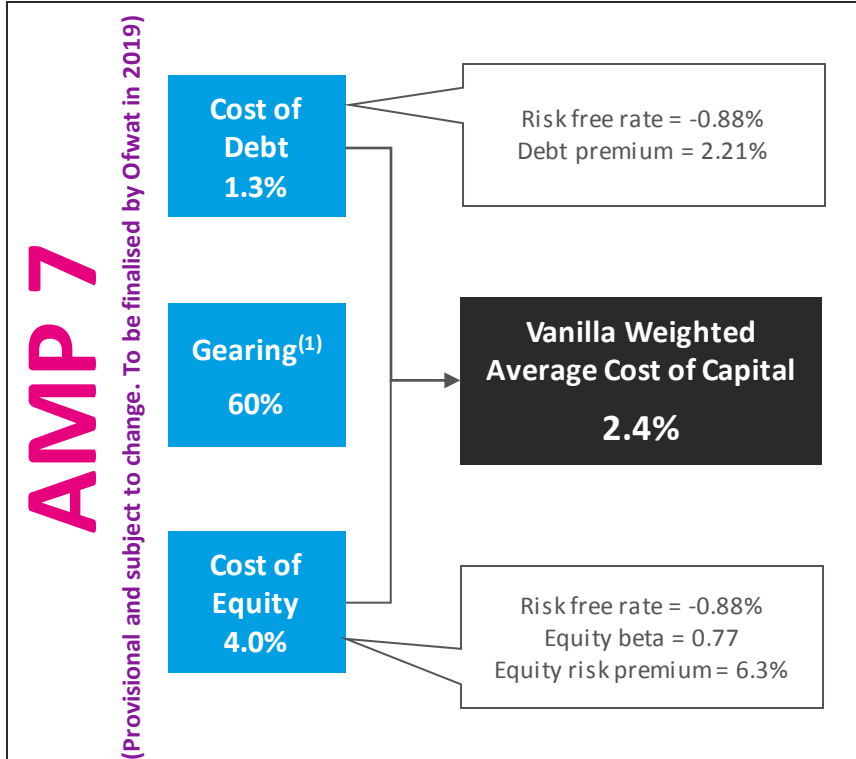 AMP 7
(Provisional and subject to change. To be finalised by Ofwat in 2019)
Cost of
Debt
1.3%
Risk free rate = -0.88%
Debt premium = 2.21%
Gearing(1)
60%
Vanilla Weighted
Average Cost of Capital
2.4%
Cost of
Equity
4.0%
Risk free rate = -0.88%
Equity beta = 0.77
Equity risk premium = 6.3%